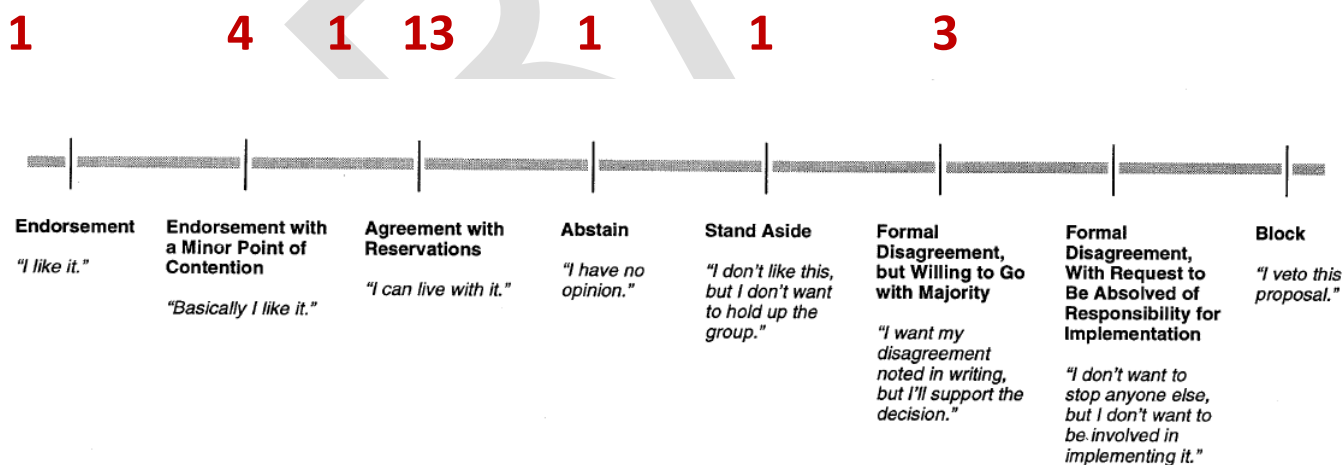 1 4 1 13 1 1 3
Endorsement
"I like it."
Endorsement with
a Minor Point of
Contention
"Basically I like it."
Agreement with
Reservations
"I can live with it."
Abstain
"I have no
opinion."
Stand Aside
"I don't like this,
but I don't want
to hold up the
group."
Formal
Disagreement,
but Willing to Go
with Majority
"I want my
disagreement
noted in writing,
but I'll support the
decision."
Formal
Disagreement,
With Request to
Be Absolved of
Responsibility for
Implementation
"I don't want to
stop anyone else,
but I don't want to
be involved in
implementing it."
Block
"I veto this
proposal."